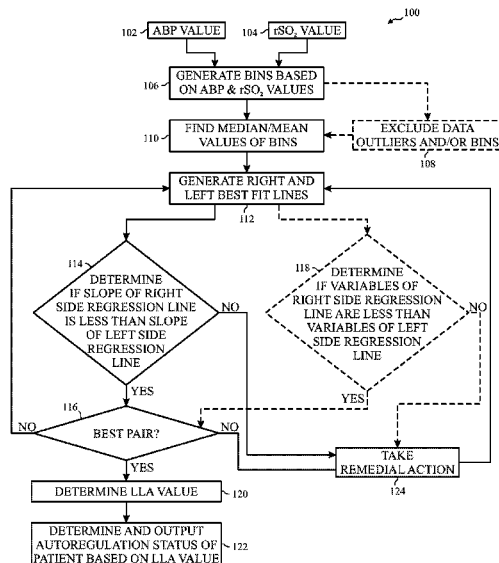 102
ABP VALUE
104
rSO₂ VALUE
100
106
GENERATE BINS BASED
ON ABP & rSO₂ VALUES
110
FIND MEDIAN/MEAN
VALUES OF BINS
EXCLUDE DATA
OUTLIERS AND/OR BINS
108
GENERATE RIGHT AND
LEFT BEST FIT LINES
112
114
DETERMINE
IF SLOPE OF RIGHT
SIDE REGRESSION LINE
IS LESS THAN SLOPE
OF LEFT SIDE
REGRESSION
LINE
NO
YES
118
DETERMINE
IF VARIABLES OF
RIGHT SIDE REGRESSION
LINE ARE LESS THAN
VARIABLES OF LEFT
SIDE REGRESSION
LINE
NO
YES
116
NO
BEST PAIR?
NO
YES
TAKE
REMEDIAL ACTION
124
DETERMINE LLA VALUE
120
DETERMINE AND OUTPUT
AUTOREGULATION STATUS OF
PATIENT BASED ON LLA VALUE
122